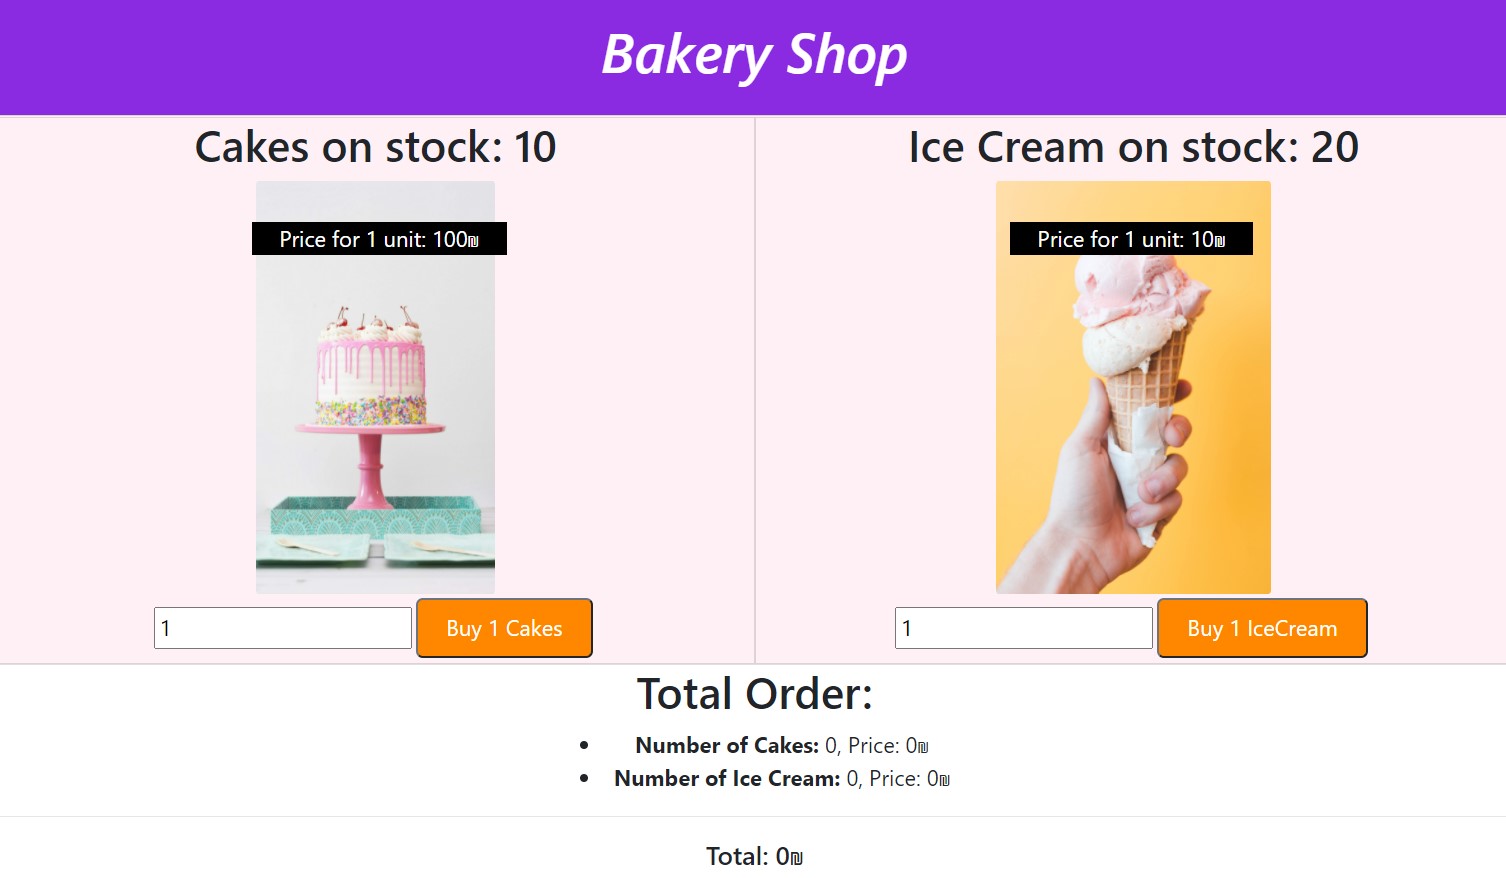 Bakery Shop
Cakes on stock: 10
Price for 1 unit: 100₪
1
Buy 1 Cakes
Ice Cream on stock: 20
Price for 1 unit: 10₪
1
Buy 1 IceCream
Total Order:
• Number of Cakes: 0, Price: 0₪
• Number of Ice Cream: 0, Price: 0₪
Total: 0₪